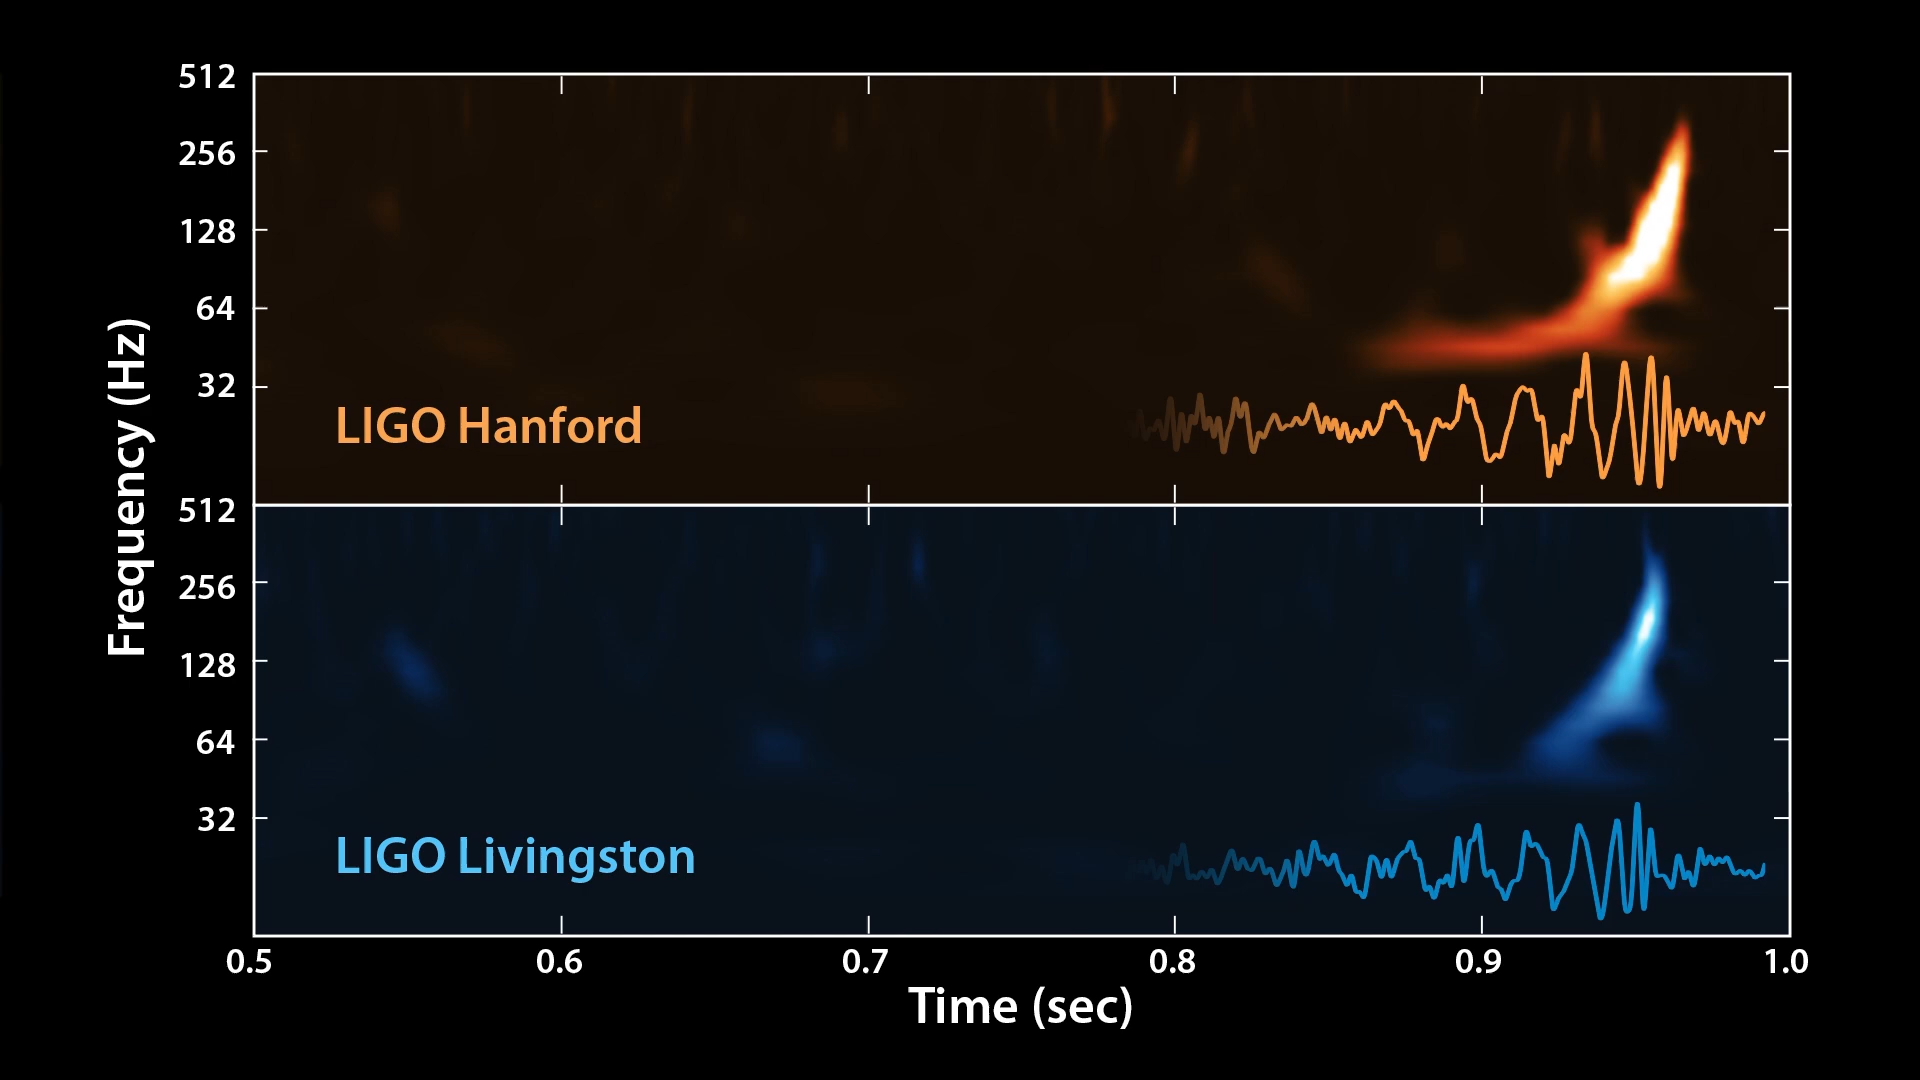 Frequency (Hz)
512
256
128
64
32
LIGO Hanford
512
256
128
64
32
LIGO Livingston
0.5 0.6 0.7 0.8 0.9 1.0
Time (sec)